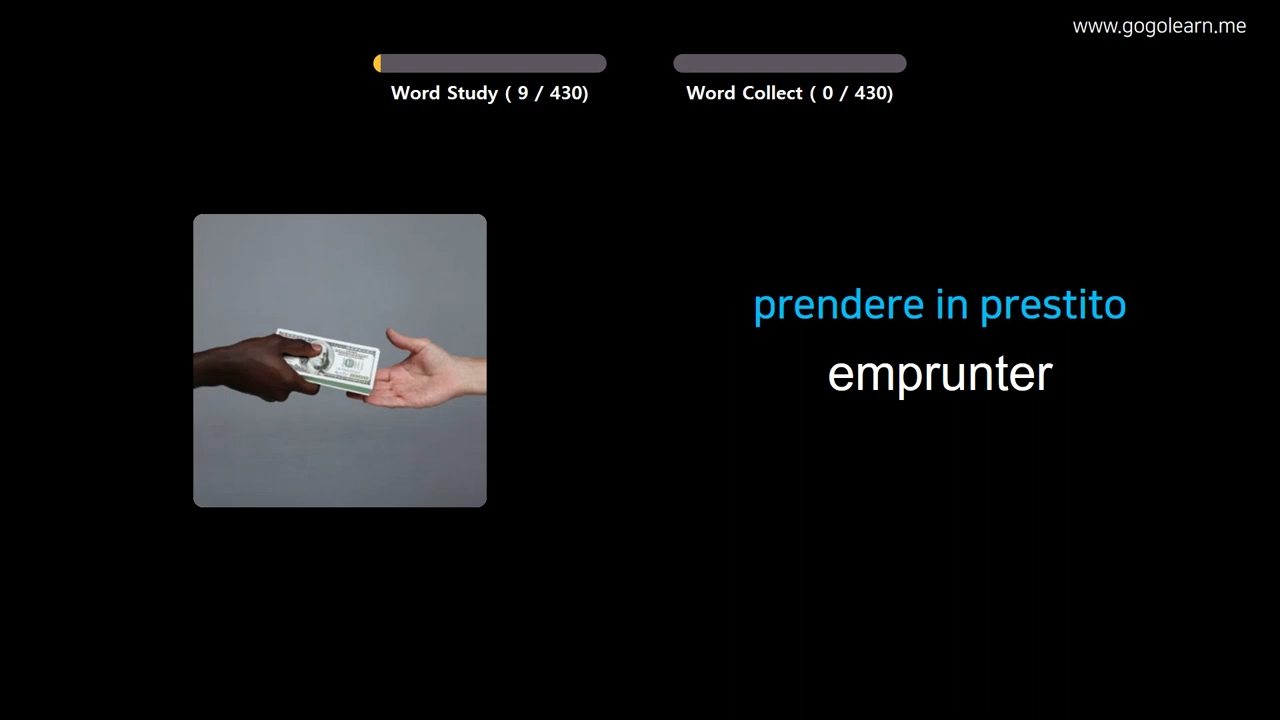 www.gogolearn.me
Word Study ( 9 / 430)
Word Collect ( 0 / 430)
prendere in prestito
emprunter